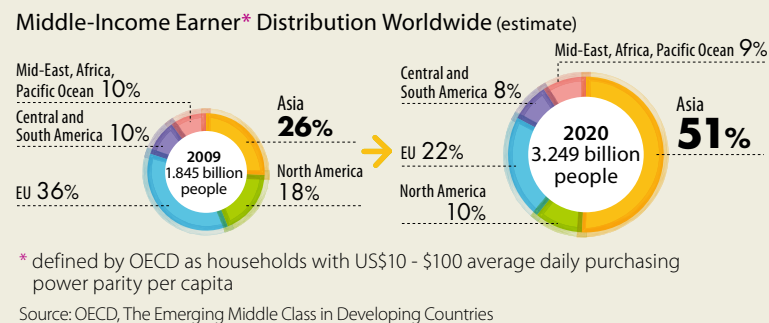 Middle-Income Earner* Distribution Worldwide (estimate)
Mid-East, Africa,
Pacific Ocean 10%
Central and
South America 10%
EU 36%
2009
1.845 billion
people
Asia
26%
North America
18%
Mid-East, Africa, Pacific Ocean 9%
Central and
South America 8%
EU 22%
North America
10%
2020
3.249 billion
people
Asia
51%
* defined by OECD as households with US$10 - $100 average daily purchasing
power parity per capita
Source: OECD, The Emerging Middle Class in Developing Countries